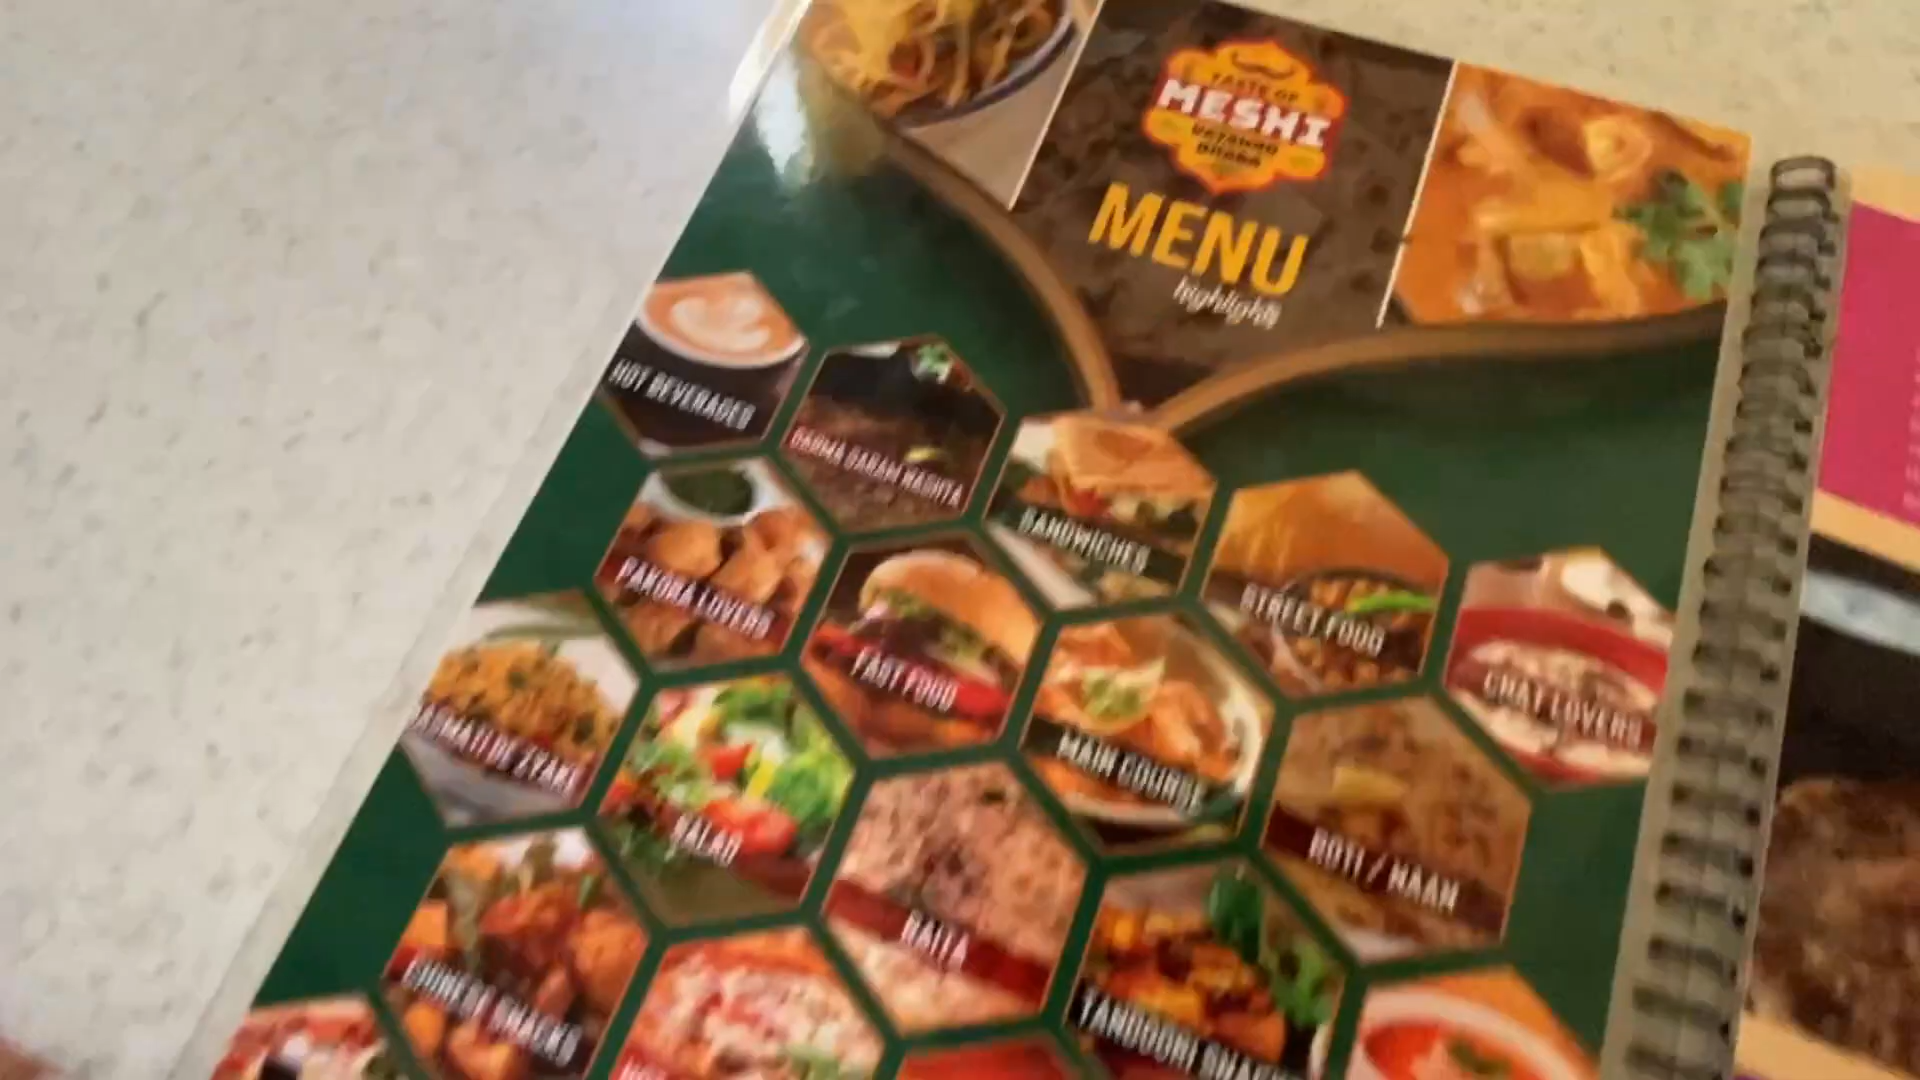 TASTE OF
MESHI
DHABA
MENU
highlights
HOT BEVERAGES
GARMA GARAM NASHTA
SANDWICHES
STREET FOOD
CHAT LOVERS
PAKORA LOVERS
FAST FOOD
MAIN COURSE
ROTI / NAAN
SALAD
RAITA
CHINESE SNACKS
TANDOORI